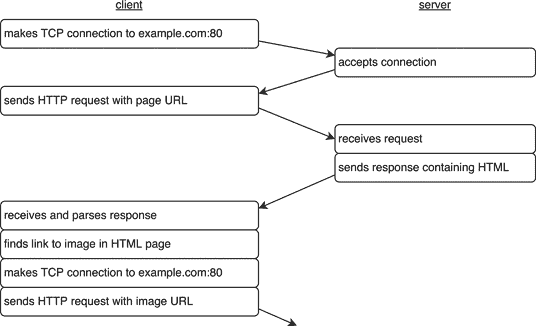 client
server
makes TCP connection to example.com:80
accepts connection
sends HTTP request with page URL
receives request
sends response containing HTML
receives and parses response
finds link to image in HTML page
makes TCP connection to example.com:80
sends HTTP request with image URL